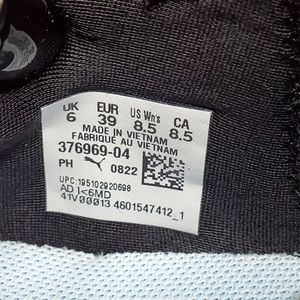 UK EUR US Wn's CA
6 39 8.5 8.5
MADE IN VIETNAM
FABRIQUÉ AU VIETNAM
376969-04
PH 0822
UPC:195102920698
AD I<6MD
41V00013 4601547412_1